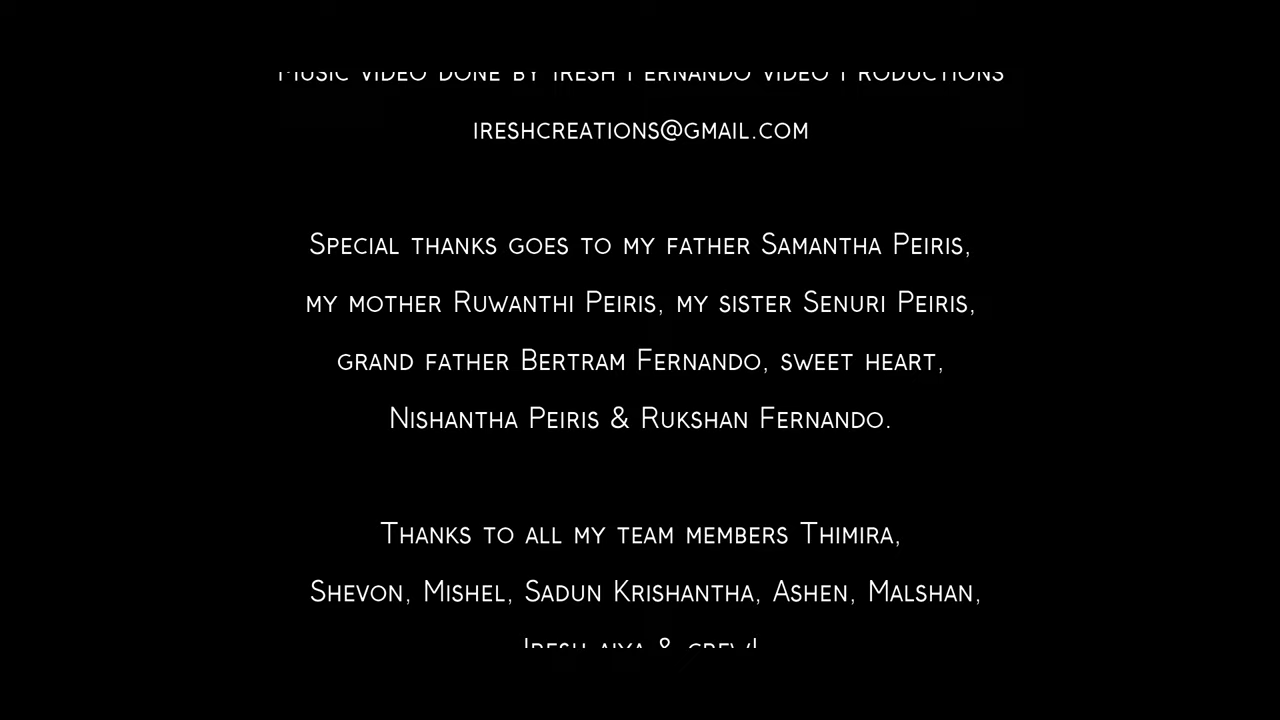 Music video done by Iresh Fernando Video Productions
ireshcreations@gmail.com
Special thanks goes to my father Samantha Peiris,
my mother Ruwanthi Peiris, my sister Senuri Peiris,
grand father Bertram Fernando, sweet heart,
Nishantha Peiris & Rukshan Fernando.
Thanks to all my team members Thimira,
Shevon, Mishel, Sadun Krishantha, Ashen, Malshan,
Iresh aiya & crew!